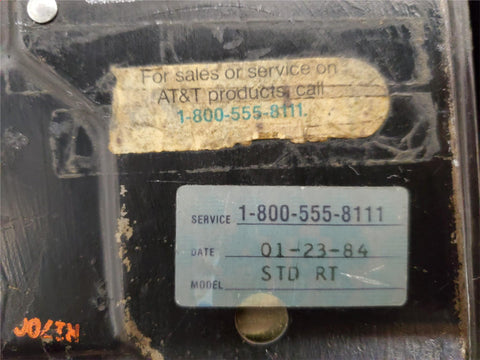 For sales or service on
AT&T products, call
1-800-555-8111.
SERVICE 1-800-555-8111
DATE 01-23-84
MODEL STD RT